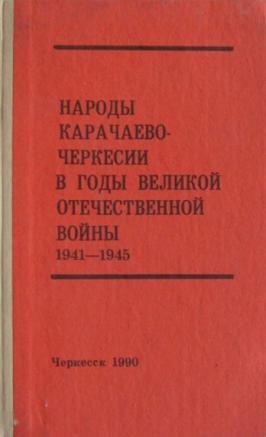 НАРОДЫ
КАРАЧАЕВО-
ЧЕРКЕСИИ
В ГОДЫ ВЕЛИКОЙ
ОТЕЧЕСТВЕННОЙ
ВОЙНЫ
1941—1945
Черкесск 1990